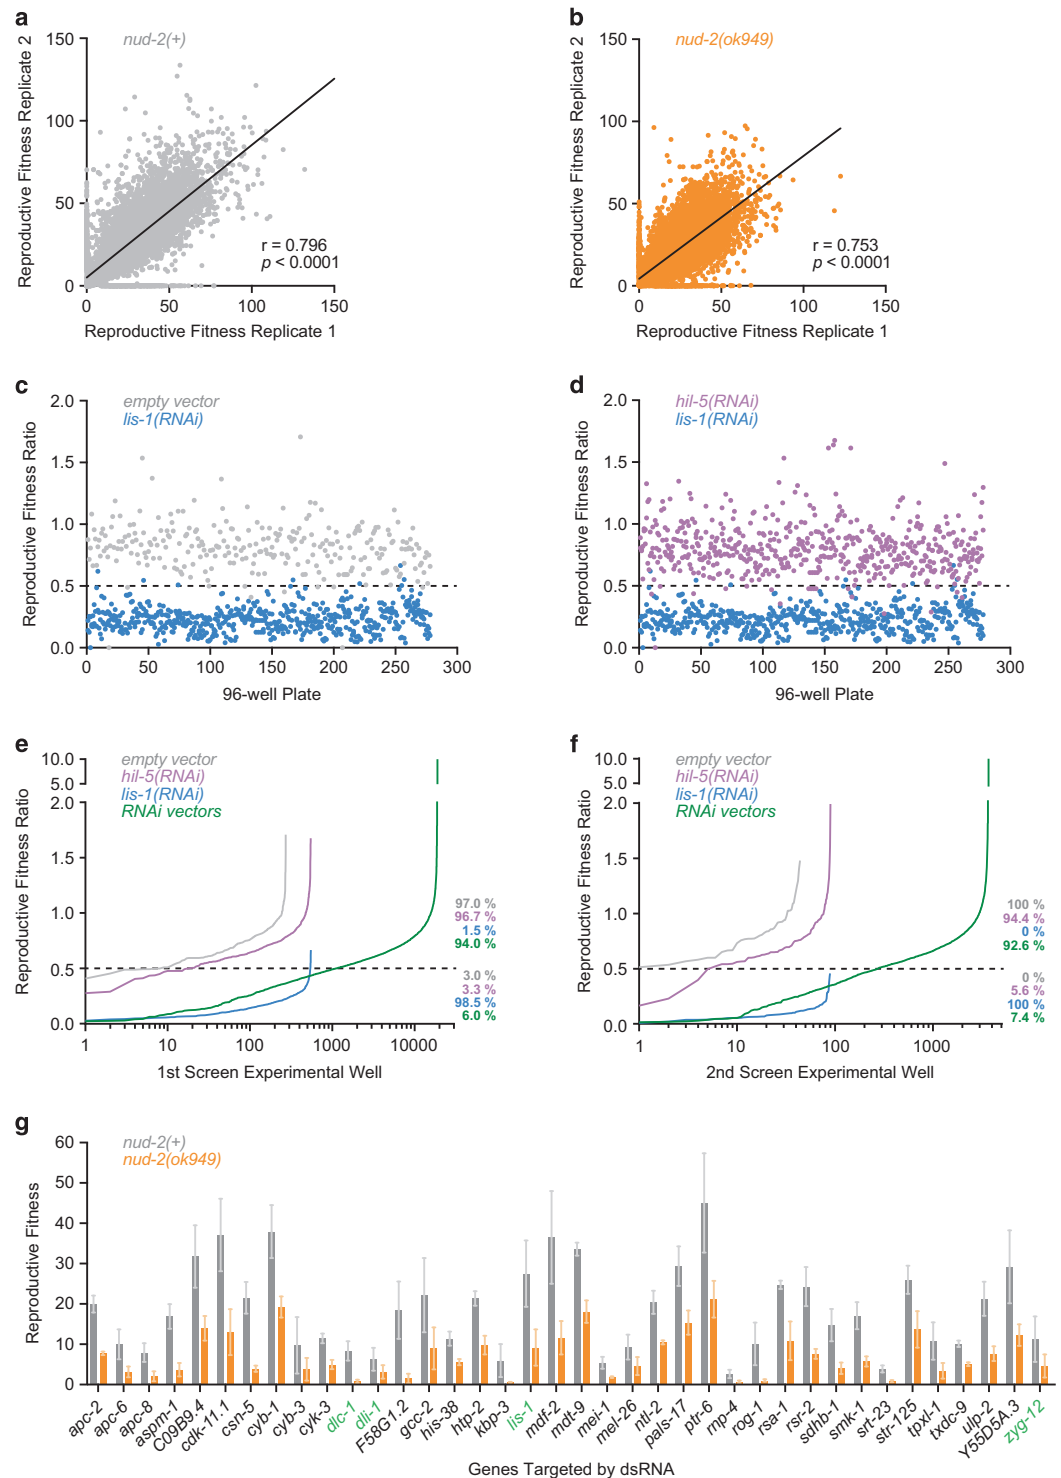 a
nud-2(+)
150
100
50
0
0
50
100
150
Reproductive Fitness Replicate 2
Reproductive Fitness Replicate 1
r = 0.796
p < 0.0001
b
nud-2(ok949)
150
100
50
0
0
50
100
150
Reproductive Fitness Replicate 2
Reproductive Fitness Replicate 1
r = 0.753
p < 0.0001
c
empty vector
lis-1(RNAi)
2.0
1.5
1.0
0.5
0.0
0
50
100
150
200
250
300
Reproductive Fitness Ratio
96-well Plate
d
hil-5(RNAi)
lis-1(RNAi)
2.0
1.5
1.0
0.5
0.0
0
50
100
150
200
250
300
Reproductive Fitness Ratio
96-well Plate
e
empty vector
hil-5(RNAi)
lis-1(RNAi)
RNAi vectors
10.0
5.0
2.0
1.5
1.0
0.5
0.0
1
10
100
1000
10000
Reproductive Fitness Ratio
1st Screen Experimental Well
97.0 %
96.7 %
1.5 %
94.0 %
3.0 %
3.3 %
98.5 %
6.0 %
f
empty vector
hil-5(RNAi)
lis-1(RNAi)
RNAi vectors
10.0
5.0
2.0
1.5
1.0
0.5
0.0
1
10
100
1000
Reproductive Fitness Ratio
2nd Screen Experimental Well
100 %
94.4 %
0 %
92.6 %
0 %
5.6 %
100 %
7.4 %
g
nud-2(+)
nud-2(ok949)
60
50
40
30
20
10
0
Reproductive Fitness
apc-2
apc-6
apc-8
aspm-1
C09B9.4
cdk-11.1
csn-5
cyb-1
cyb-3
cyk-3
dlc-1
dli-1
F58G1.2
gcc-2
his-38
htp-2
kbp-3
lis-1
mdf-2
mdt-9
mei-1
mel-26
ntl-2
pals-17
ptr-6
rnp-4
rog-1
rsa-1
rsr-2
sdhb-1
smk-1
srt-23
str-125
tpxl-1
txdc-9
ulp-2
Y55D5A.3
zyg-12
Genes Targeted by dsRNA